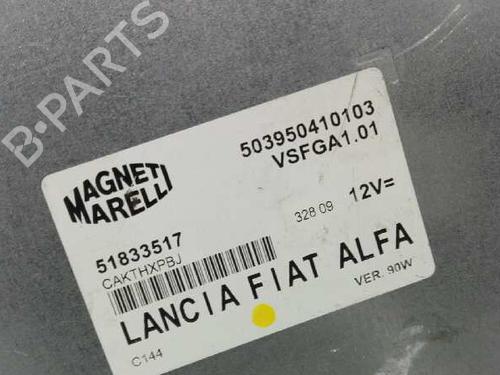 B-PARTS
MAGNETI
MARELLI
503950410103
VSFGA1.01
51833517
CAKTHXPBJ
328 09
12V=
LANCIA FIAT ALFA
C144
VER. 90W